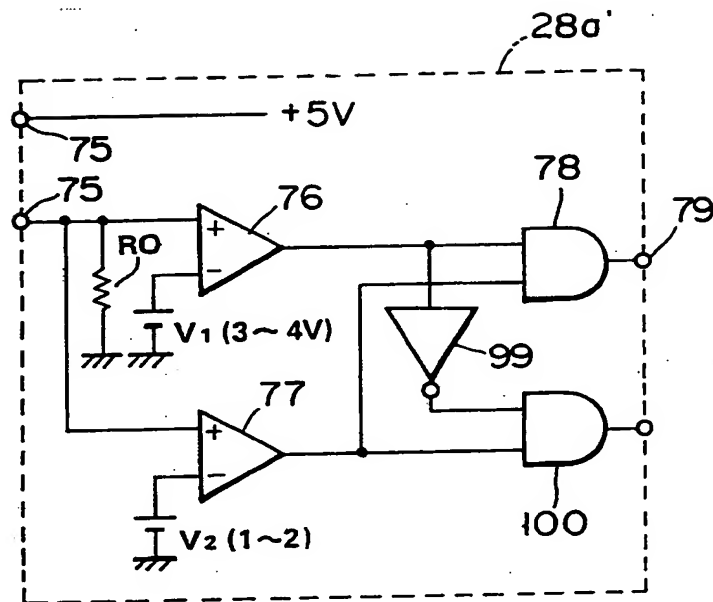 28a'
+5V
75
75
76
78
79
RO
V1 (3~4V)
99
77
V2 (1~2)
100
+
-
+
-